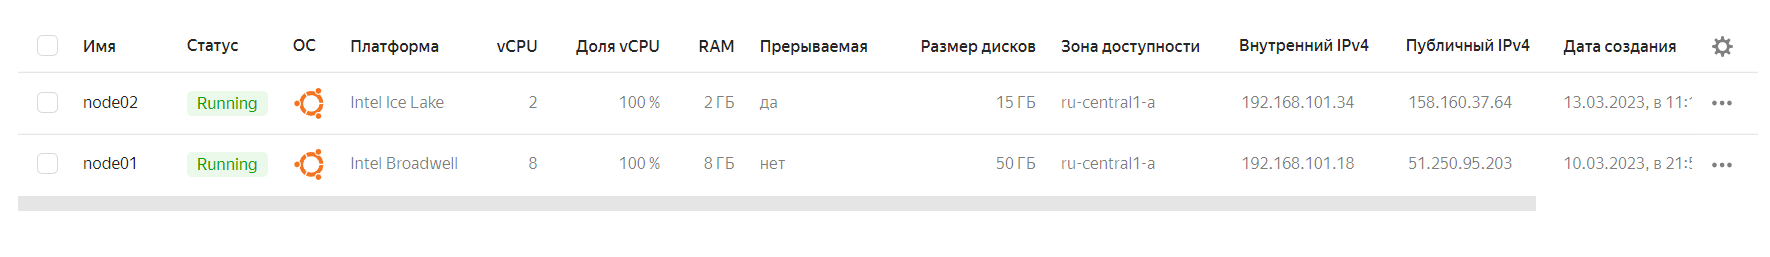 Имя Статус ОС Платформа vCPU Доля vCPU RAM Прерываемая Размер дисков Зона доступности Внутренний IPv4 Публичный IPv4 Дата создания
node02 Running Intel Ice Lake 2 100 % 2 ГБ да 15 ГБ ru-central1-a 192.168.101.34 158.160.37.64 13.03.2023, в 11:
node01 Running Intel Broadwell 8 100 % 8 ГБ нет 50 ГБ ru-central1-a 192.168.101.18 51.250.95.203 10.03.2023, в 21: